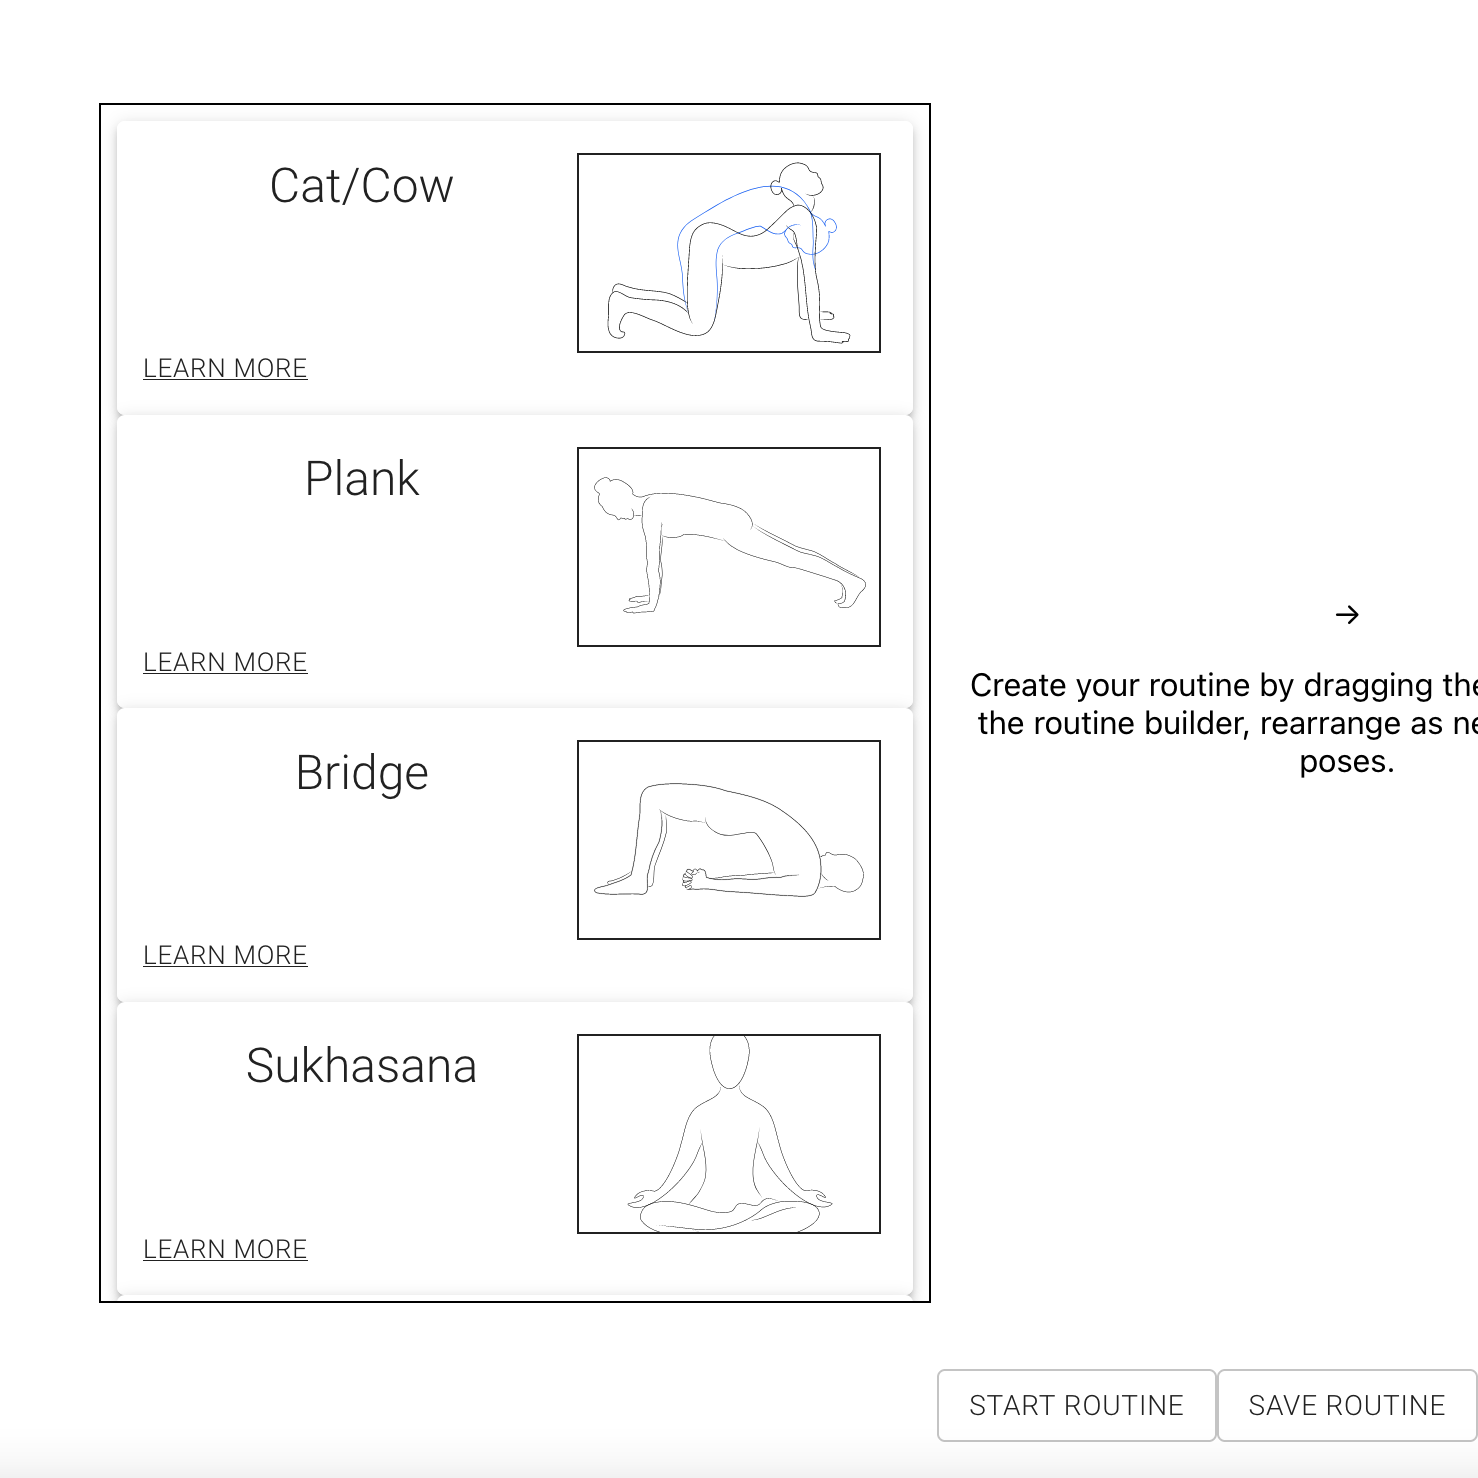 Cat/Cow
LEARN MORE
Plank
LEARN MORE
Bridge
LEARN MORE
Sukhasana
LEARN MORE
→
Create your routine by dragging the
the routine builder, rearrange as ne
poses.
START ROUTINE
SAVE ROUTINE